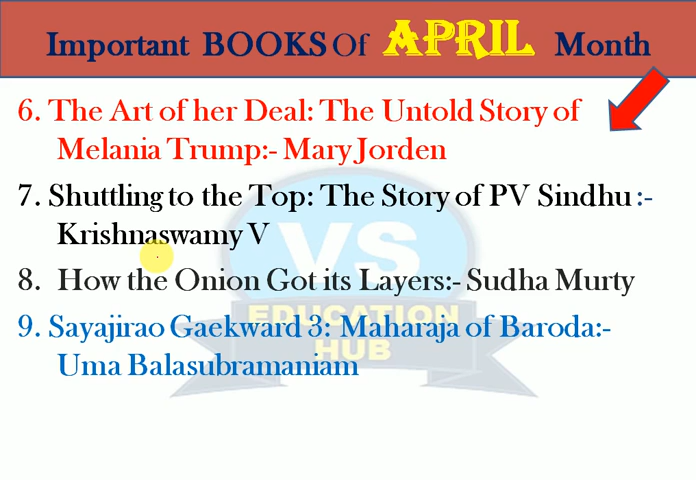 Important BOOKS Of APRIL Month
6. The Art of her Deal: The Untold Story of
Melania Trump:- Mary Jorden
7. Shuttling to the Top: The Story of PV Sindhu :-
Krishnaswamy V
8. How the Onion Got its Layers:- Sudha Murty
9. Sayajirao Gaekward 3: Maharaja of Baroda:-
Uma Balasubramaniam
VS
EDUCATION
HUB